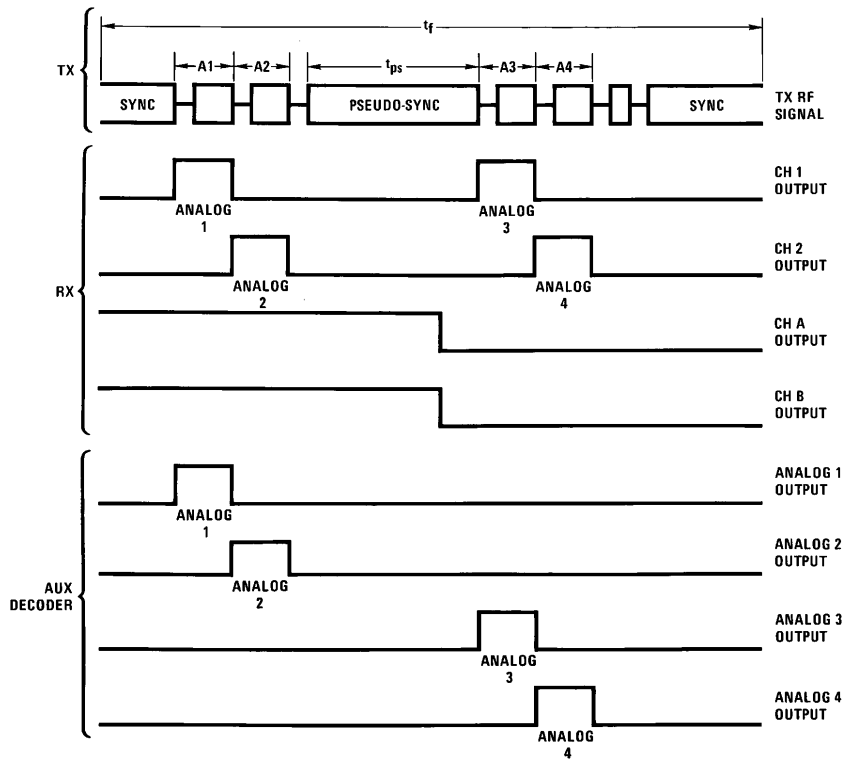 tf
TX
A1
A2
tps
A3
A4
SYNC
PSEUDO-SYNC
SYNC
TX RF
SIGNAL
RX
CH 1
OUTPUT
ANALOG
1
ANALOG
3
CH 2
OUTPUT
ANALOG
2
ANALOG
4
CH A
OUTPUT
CH B
OUTPUT
AUX
DECODER
ANALOG 1
OUTPUT
ANALOG
1
ANALOG 2
OUTPUT
ANALOG
2
ANALOG 3
OUTPUT
ANALOG
3
ANALOG 4
OUTPUT
ANALOG
4